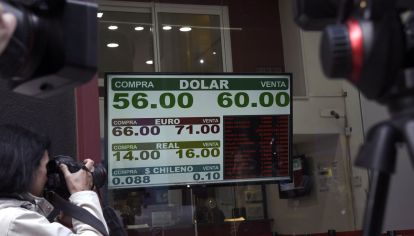 COMPRA DOLAR VENTA
56.00 60.00
COMPRA EURO VENTA
66.00 71.00
COMPRA REAL VENTA
14.00 16.00
COMPRA $ CHILENO VENTA
0.088 0.10